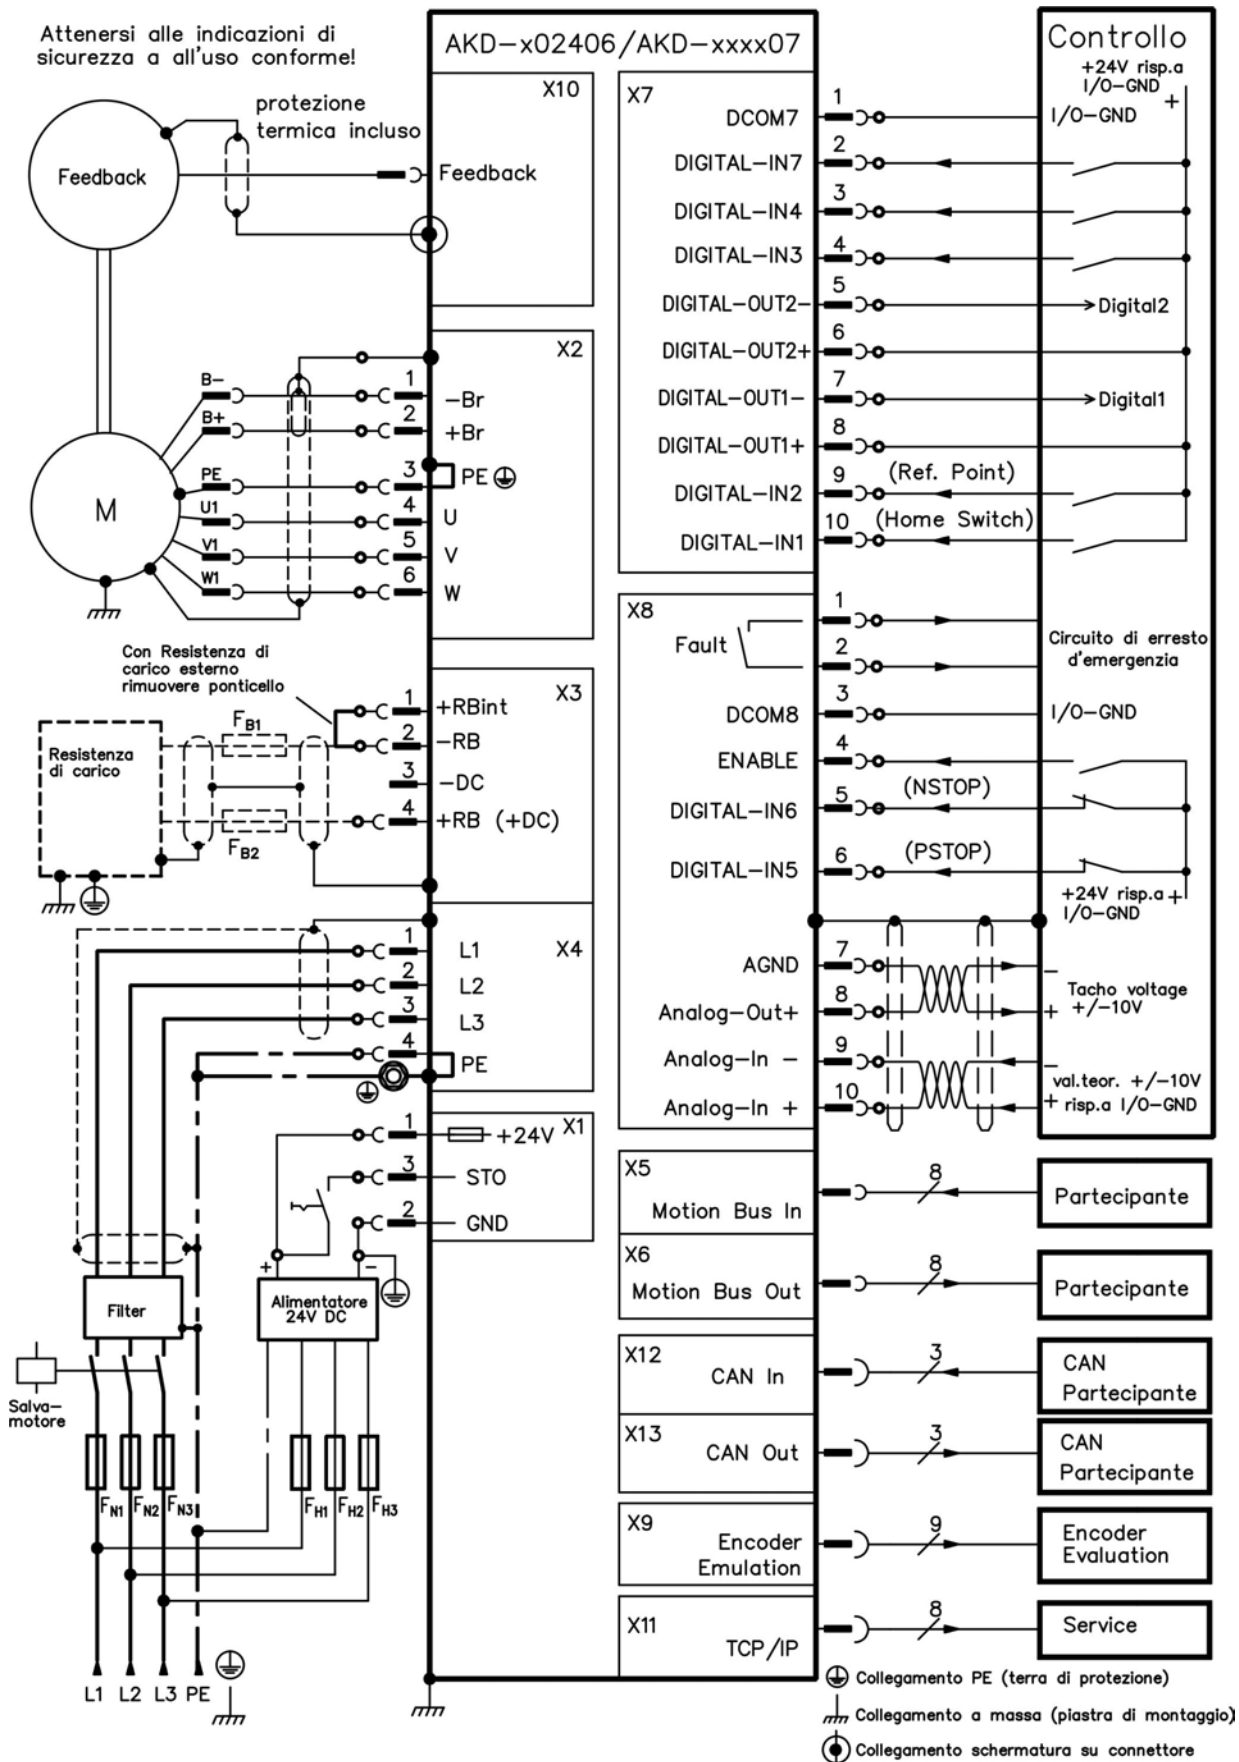 Attenersi alle indicazioni di
sicurezza a all'uso conforme!
AKD-x02406/AKD-xxxx07
Controllo
+24V risp.a
I/O-GND
+
I/O-GND
protezione
termica incluso
Feedback
X10
Feedback
X2
B-
1
-Br
B+
2
+Br
PE
3
PE
M
U1
4
U
V1
5
V
W1
6
W
Con Resistenza di
carico esterno
rimuovere ponticello
X3
Resistenza
di carico
FB1
FB2
1
+RBint
2
-RB
3
-DC
4
+RB (+DC)
X4
1
L1
2
L2
3
L3
4
PE
X1
1
+24V
3
STO
2
GND
+
-
Filter
Alimentatore
24V DC
Salva-
motore
FN1
FN2
FN3
FH1
FH2
FH3
L1
L2
L3
PE
X7
DCOM7
1
DIGITAL-IN7
2
DIGITAL-IN4
3
DIGITAL-IN3
4
DIGITAL-OUT2-
5
Digital2
DIGITAL-OUT2+
6
DIGITAL-OUT1-
7
Digital1
DIGITAL-OUT1+
8
DIGITAL-IN2
9
(Ref. Point)
DIGITAL-IN1
10
(Home Switch)
X8
Fault
1
2
Circuito di erresto
d'emergenzia
DCOM8
3
I/O-GND
ENABLE
4
DIGITAL-IN6
5
(NSTOP)
DIGITAL-IN5
6
(PSTOP)
+24V risp.a +
I/O-GND
AGND
7
-
Analog-Out+
8
+
Tacho voltage
+/-10V
Analog-In -
9
-
Analog-In +
10
+
val.teor. +/-10V
risp.a I/O-GND
X5
Motion Bus In
8
Partecipante
X6
Motion Bus Out
8
Partecipante
X12
CAN In
3
CAN
Partecipante
X13
CAN Out
3
CAN
Partecipante
X9
Encoder
Emulation
9
Encoder
Evaluation
X11
TCP/IP
8
Service
Collegamento PE (terra di protezione)
Collegamento a massa (piastra di montaggio)
Collegamento schermatura su connettore